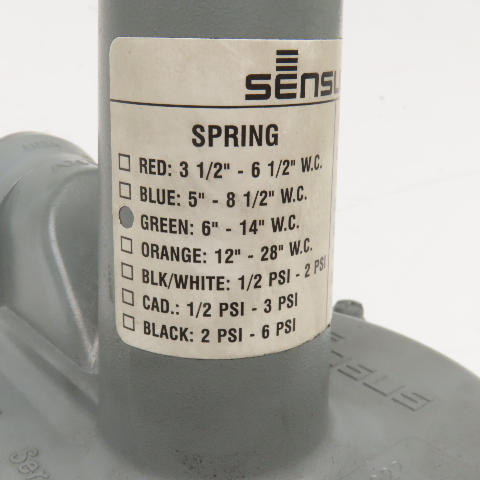 SENSU
SPRING
RED: 3 1/2" - 6 1/2" W.C.
BLUE: 5" - 8 1/2" W.C.
GREEN: 6" - 14" W.C.
ORANGE: 12" - 28" W.C.
BLK/WHITE: 1/2 PSI - 2 PSI
CAD.: 1/2 PSI - 3 PSI
BLACK: 2 PSI - 6 PSI
Ser